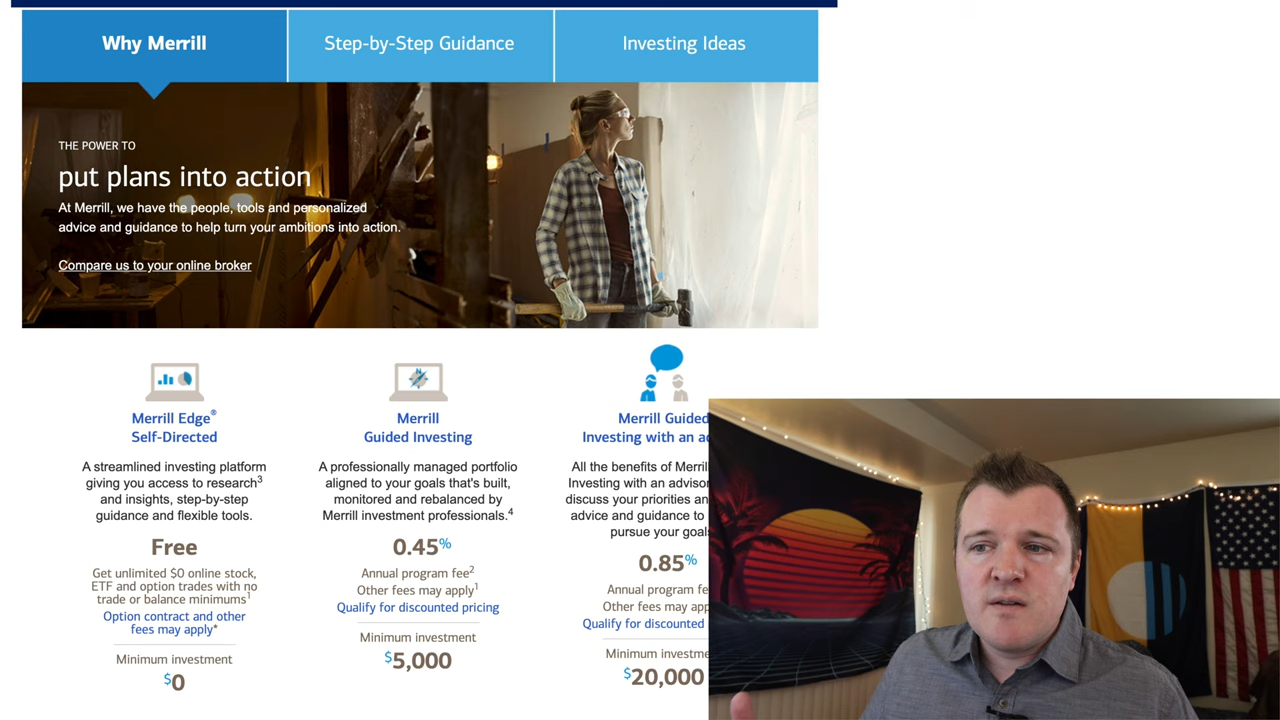 Why Merrill
Step-by-Step Guidance
Investing Ideas
THE POWER TO
put plans into action
At Merrill, we have the people, tools and personalized
advice and guidance to help turn your ambitions into action.
Compare us to your online broker
Merrill Edge®
Self-Directed
A streamlined investing platform
giving you access to research3
and insights, step-by-step
guidance and flexible tools.
Free
Get unlimited $0 online stock,
ETF and option trades with no
trade or balance minimums1
Option contract and other
fees may apply*
Minimum investment
$0
Merrill
Guided Investing
A professionally managed portfolio
aligned to your goals that's built,
monitored and rebalanced by
Merrill investment professionals.4
0.45%
Annual program fee2
Other fees may apply1
Qualify for discounted pricing
Minimum investment
$5,000
Merrill Guided
Investing with an
All the benefits of Merrill
Investing with an advisor
discuss your priorities
advice and guidance to
pursue your
0.85%
Annual program
Other fees
Qualify for discounted
Minimum
$20,000